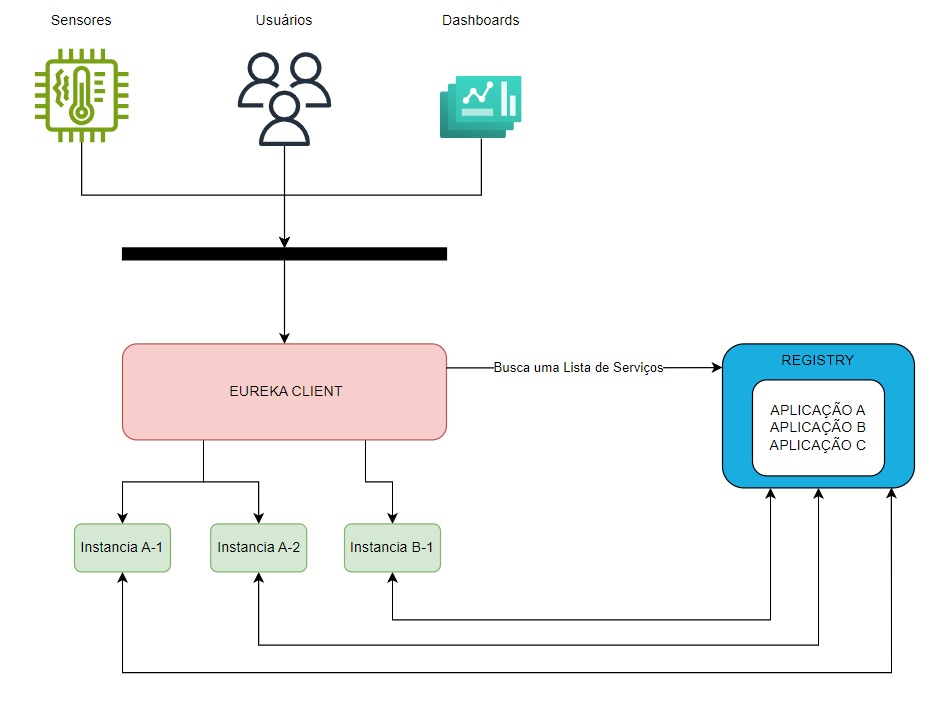 Sensores
Usuários
Dashboards
EUREKA CLIENT
Busca uma Lista de Serviços
REGISTRY
APLICAÇÃO A
APLICAÇÃO B
APLICAÇÃO C
Instancia A-1
Instancia A-2
Instancia B-1